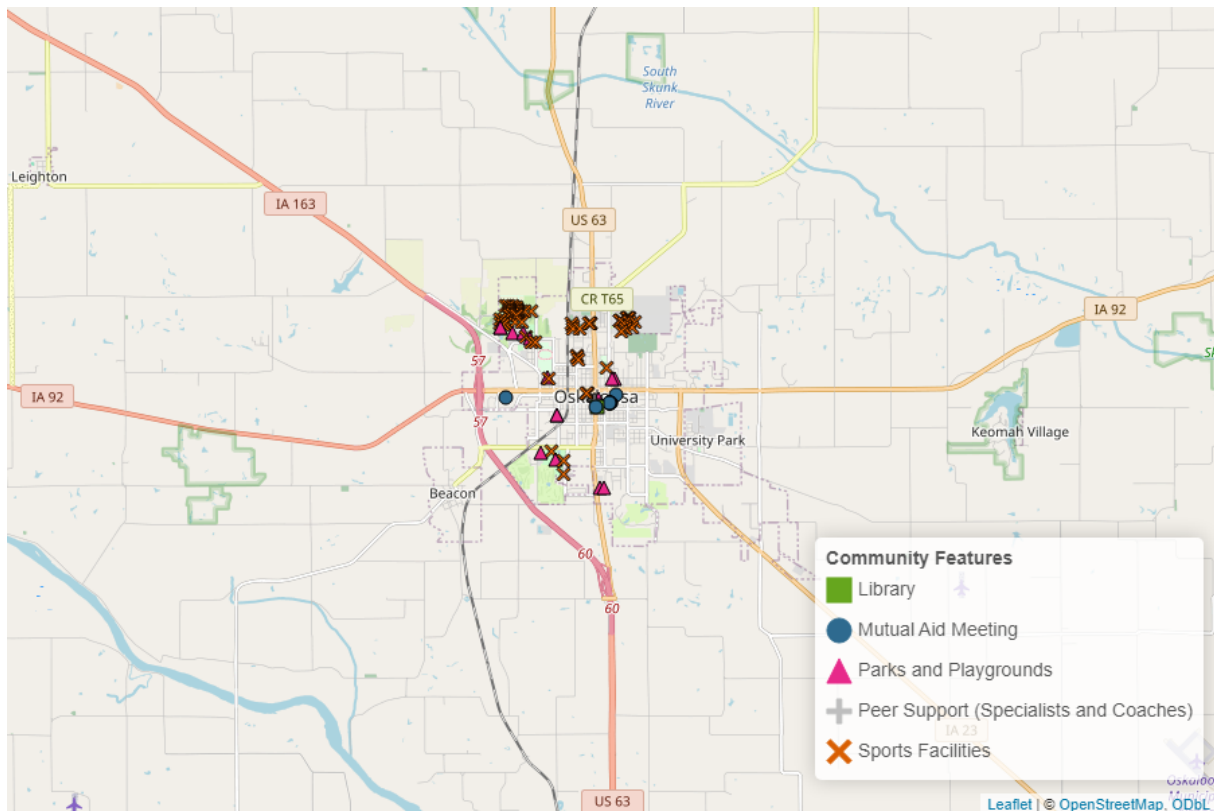 South
Skunk
River
Leighton
IA 163
US 63
CR T65
IA 92
57
IA 92
57
University Park
Keomah Village
Beacon
60
60
Community Features
Library
Mutual Aid Meeting
Parks and Playgrounds
Peer Support (Specialists and Coaches)
IA 23
Sports Facilities
US 63
Leaflet | © OpenStreetMap, ODbL